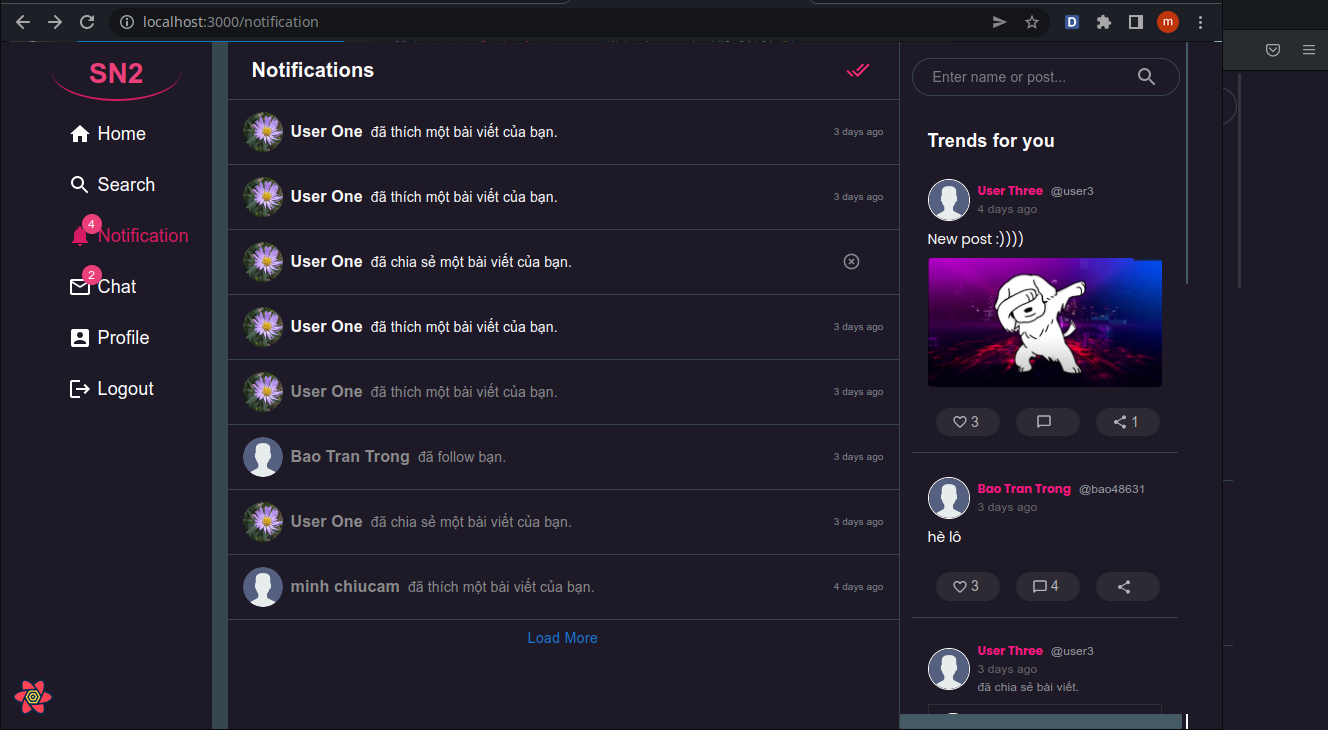 localhost:3000/notification
D
m
SN2
Home
Search
4
Notification
2
Chat
Profile
Logout
Notifications
User One đã thích một bài viết của bạn. 3 days ago
User One đã thích một bài viết của bạn. 3 days ago
User One đã chia sẻ một bài viết của bạn.
User One đã thích một bài viết của bạn. 3 days ago
User One đã thích một bài viết của bạn. 3 days ago
Bao Tran Trong đã follow bạn. 3 days ago
User One đã chia sẻ một bài viết của bạn. 3 days ago
minh chiucam đã thích một bài viết của bạn. 4 days ago
Load More
Enter name or post...
Trends for you
User Three @user3
4 days ago
New post :))))
3 1
Bao Tran Trong @bao48631
3 days ago
hè lô
3 4
User Three @user3
3 days ago
đã chia sẻ bài viết.